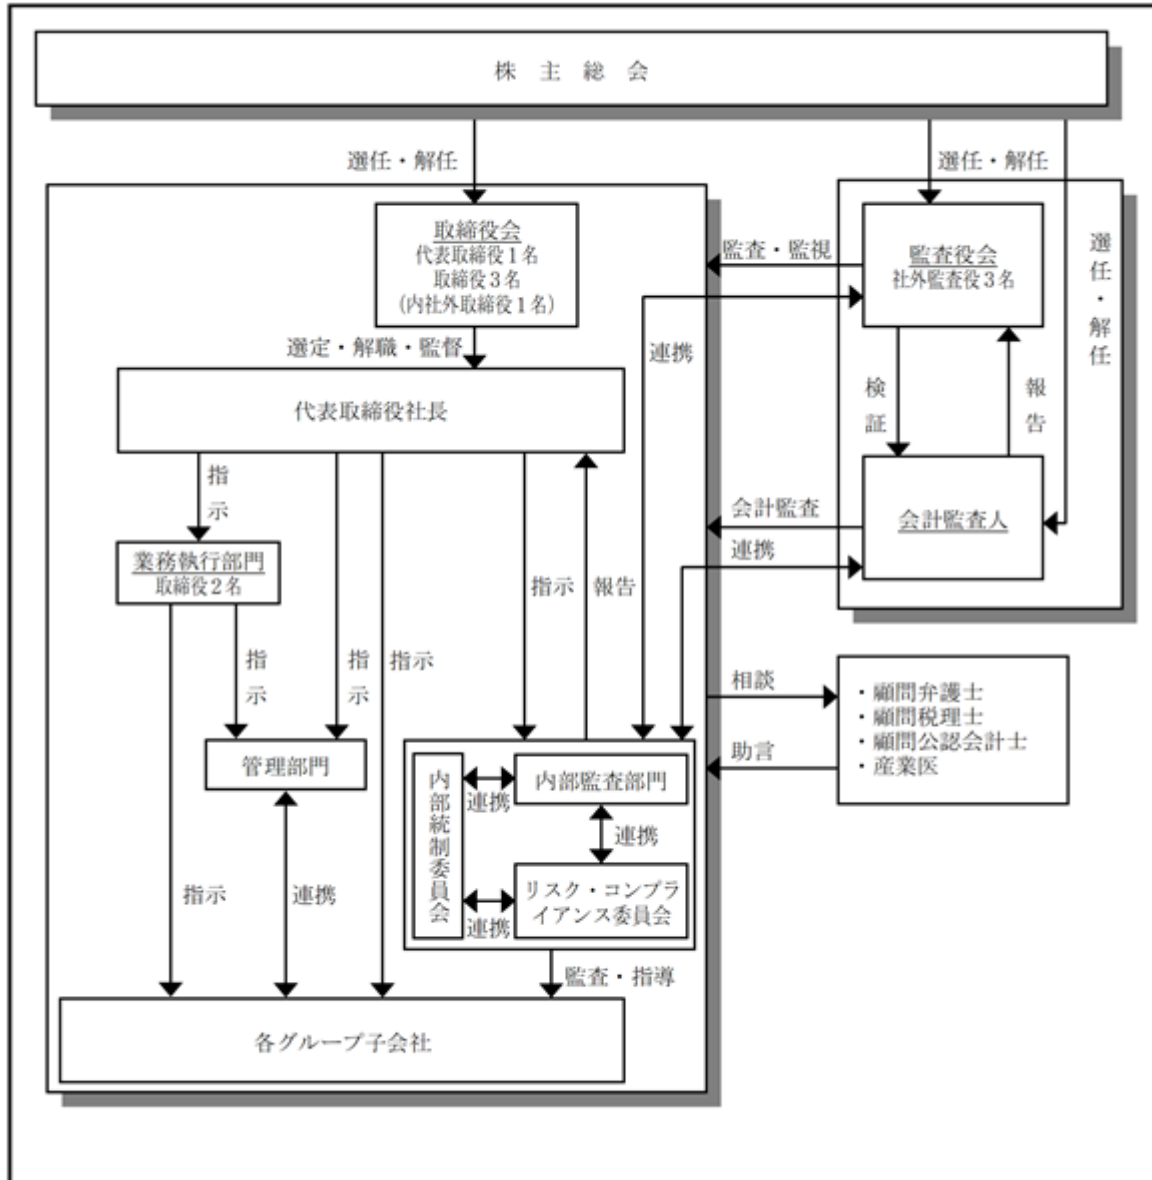 株主総会
選任・解任
選任・解任
選任・解任
取締役会
代表取締役１名
取締役３名
(内社外取締役１名)
監査・監視
監査役会
社外監査役３名
選定・解職・監督
連携
検証
報告
代表取締役社長
指示
会計監査
連携
会計監査人
業務執行部門
取締役２名
指示
報告
指示
指示
指示
相談
助言
・顧問弁護士
・顧問税理士
・顧問公認会計士
・産業医
管理部門
内部統制委員会
連携
内部監査部門
連携
連携
リスク・コンプラ
イアンス委員会
指示
連携
監査・指導
各グループ子会社